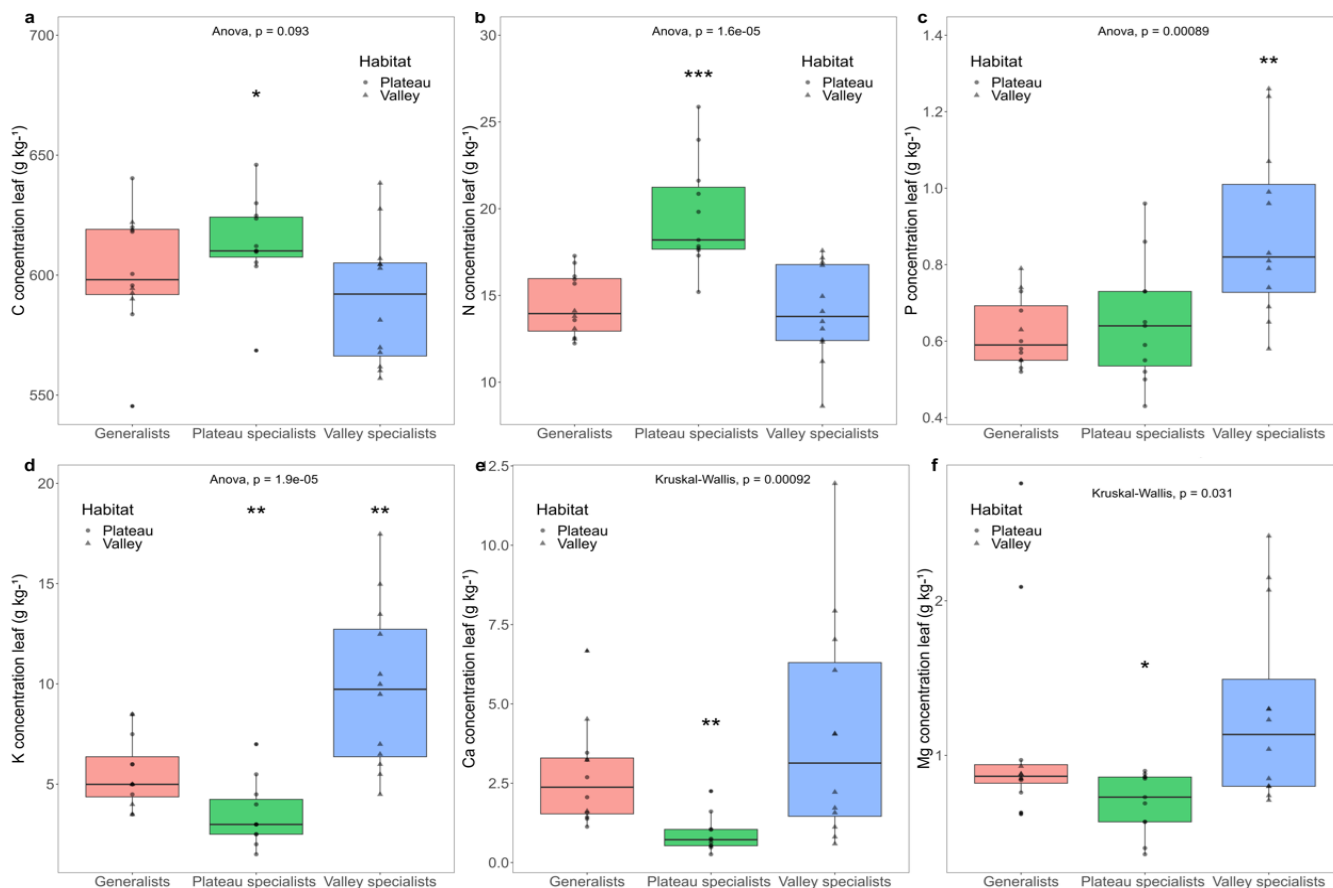 a
Anova, p = 0.093
700
650
600
550
C concentration leaf (g kg-¹)
Habitat
Plateau
Valley
*
Generalists
Plateau specialists
Valley specialists
b
Anova, p = 1.6e-05
30
25
20
15
10
N concentration leaf (g kg-¹)
Habitat
Plateau
Valley
***
Generalists
Plateau specialists
Valley specialists
c
Anova, p = 0.00089
1.4
1.2
1.0
0.8
0.6
0.4
P concentration leaf (g kg-¹)
Habitat
Plateau
Valley
**
Generalists
Plateau specialists
Valley specialists
d
Anova, p = 1.9e-05
20
15
10
5
K concentration leaf (g kg-¹)
Habitat
Plateau
Valley
**
**
Generalists
Plateau specialists
Valley specialists
e
Kruskal-Wallis, p = 0.00092
12.5
10.0
7.5
5.0
2.5
0.0
Ca concentration leaf (g kg-¹)
Habitat
Plateau
Valley
**
Generalists
Plateau specialists
Valley specialists
f
Kruskal-Wallis, p = 0.031
2
1
Mg concentration leaf (g kg-¹)
Habitat
Plateau
Valley
*
Generalists
Plateau specialists
Valley specialists